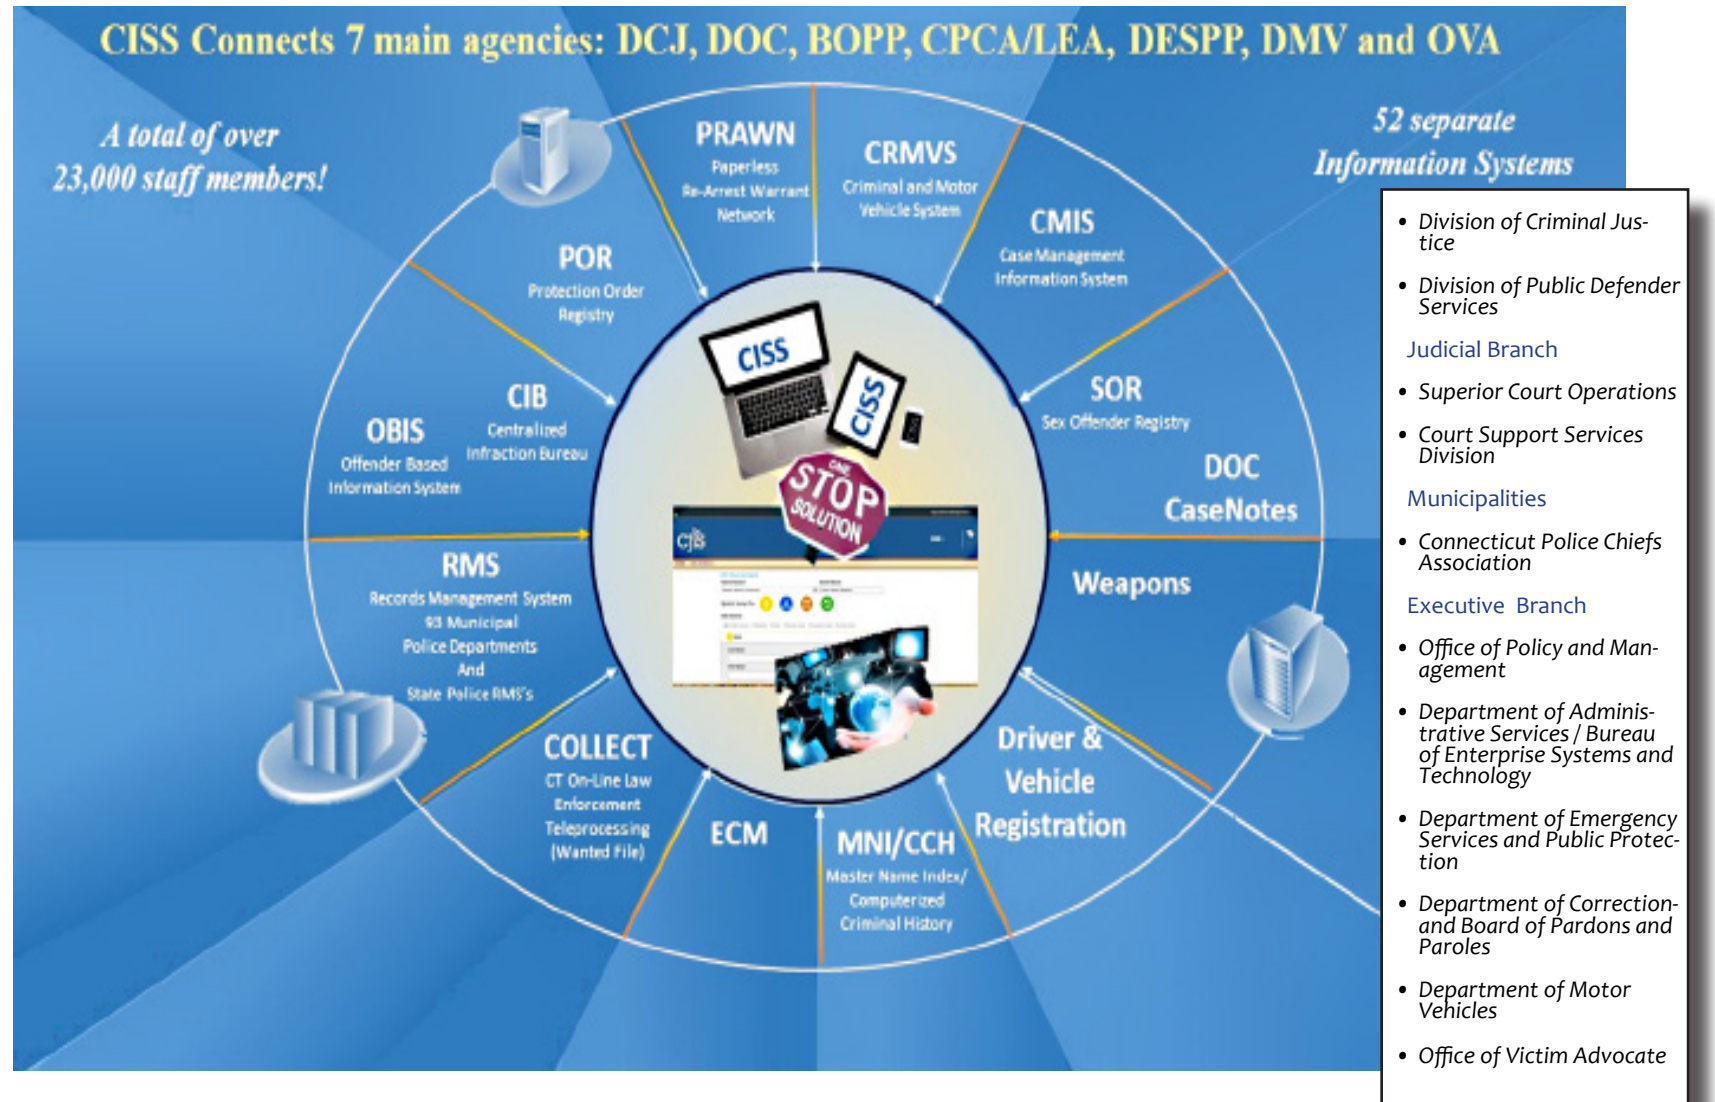 CISS Connects 7 main agencies: DCJ, DOC, BOPP, CPCA/LEA, DESPP, DMV and OVA
A total of over
23,000 staff members!
52 separate
Information Systems
PRAWN
Paperless
Re-Arrest Warrant
Network
CRMVS
Criminal and Motor
Vehicle System
CMIS
Case Management
Information System
POR
Protection Order
Registry
SOR
Sex Offender Registry
CIB
Centralized
Infraction Bureau
OBIS
Offender Based
Information System
DOC
CaseNotes
RMS
Records Management System
93 Municipal
Police Departments
And
State Police RMS's
Weapons
COLLECT
CT On-Line Law
Enforcement
Teleprocessing
(Wanted File)
ECM
MNI/CCH
Master Name Index/
Computerized
Criminal History
Driver &
Vehicle
Registration
CISS
CISS
ONE
STOP
SOLUTION
CJIS
• Division of Criminal Jus-
tice
• Division of Public Defender
Services
Judicial Branch
• Superior Court Operations
• Court Support Services
Division
Municipalities
• Connecticut Police Chiefs
Association
Executive Branch
• Office of Policy and Man-
agement
• Department of Adminis-
trative Services / Bureau
of Enterprise Systems and
Technology
• Department of Emergency
Services and Public Protec-
tion
• Department of Correction-
and Board of Pardons and
Paroles
• Department of Motor
Vehicles
• Office of Victim Advocate